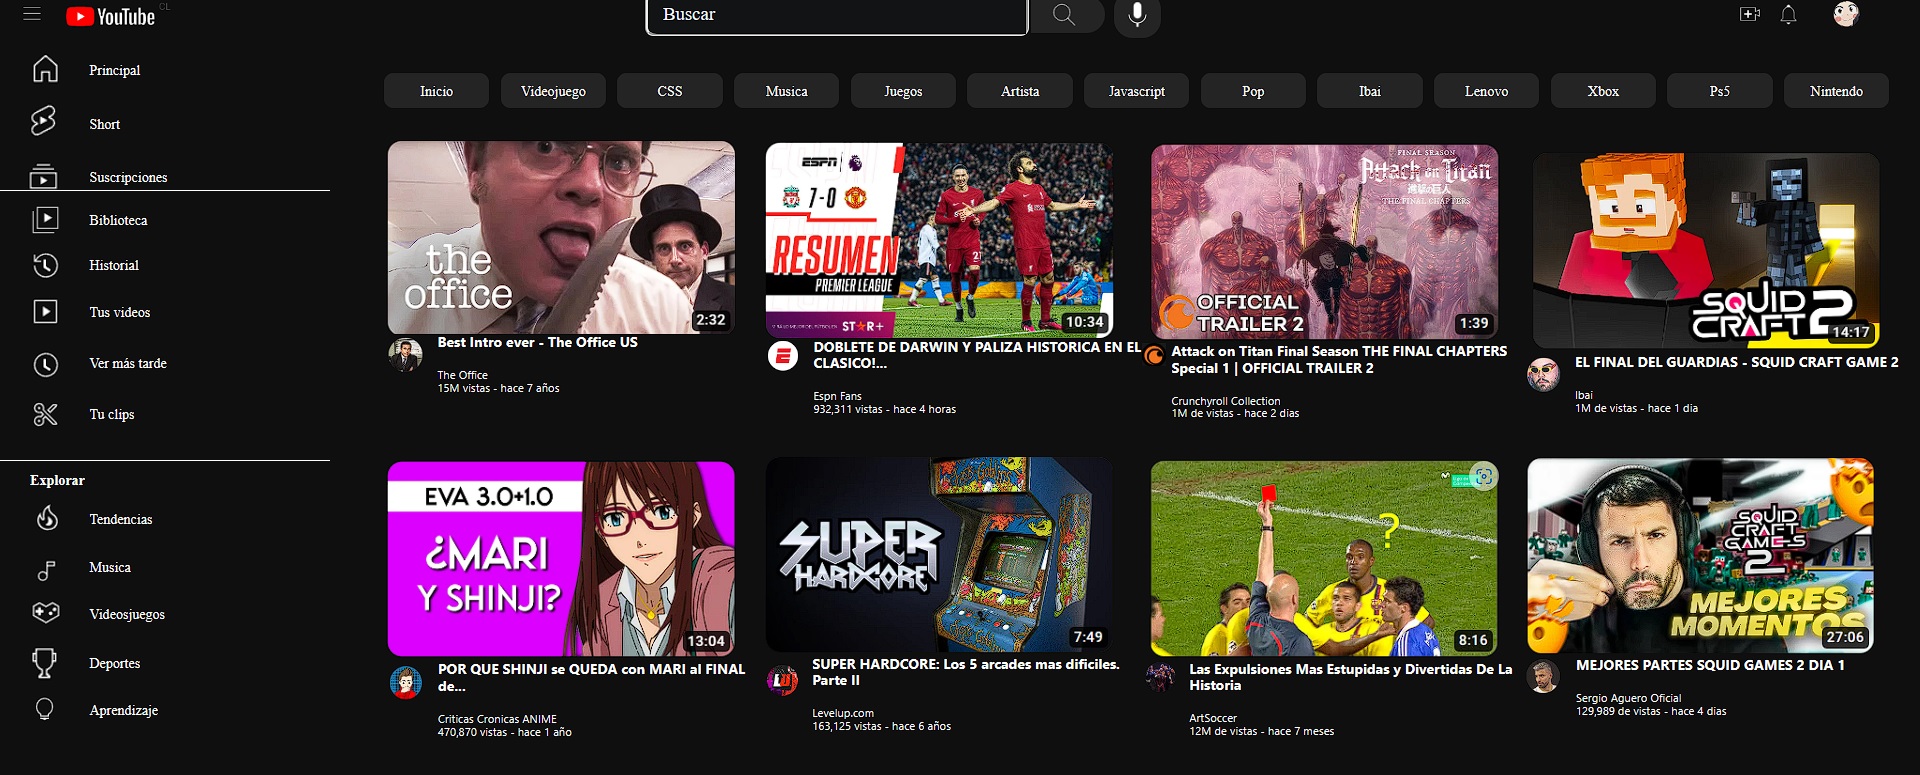 YouTube CL
Buscar
Principal
Short
Suscripciones
Biblioteca
Historial
Tus videos
Ver más tarde
Tu clips
Explorar
Tendencias
Musica
Videosjuegos
Deportes
Aprendizaje
Inicio
Videojuego
CSS
Musica
Juegos
Artista
Javascript
Pop
Ibai
Lenovo
Xbox
Ps5
Nintendo
the
office
2:32
Best Intro ever - The Office US
The Office
15M vistas - hace 7 años
ESPN
7-0
RESUMEN
PREMIER LEAGUE
STAR+
10:34
DOBLETE DE DARWIN Y PALIZA HISTORICA EN EL
CLASICO!...
Espn Fans
932,311 vistas - hace 4 horas
FINAL SEASON
Attack on Titan
進撃の巨人
THE FINAL CHAPTERS
OFFICIAL
TRAILER 2
1:39
Attack on Titan Final Season THE FINAL CHAPTERS
Special 1 | OFFICIAL TRAILER 2
Crunchyroll Collection
1M de vistas - hace 2 dias
SQUID
CRAFT 2
14:17
EL FINAL DEL GUARDIAS - SQUID CRAFT GAME 2
Ibai
1M de vistas - hace 1 dia
EVA 3.0+1.0
¿MARI
Y SHINJI?
13:04
POR QUE SHINJI se QUEDA con MARI al FINAL
de...
Criticas Cronicas ANIME
470,870 vistas - hace 1 año
SUPER
HARDCORE
7:49
SUPER HARDCORE: Los 5 arcades mas dificiles.
Parte II
Levelup.com
163,125 vistas - hace 6 años
?
8:16
Las Expulsiones Mas Estupidas y Divertidas De La
Historia
ArtSoccer
12M de vistas - hace 7 meses
SQUID
CRAFT
GAMES
2
MEJORES
MOMENTOS
27:06
MEJORES PARTES SQUID GAMES 2 DIA 1
Sergio Aguero Oficial
129,989 de vistas - hace 4 dias